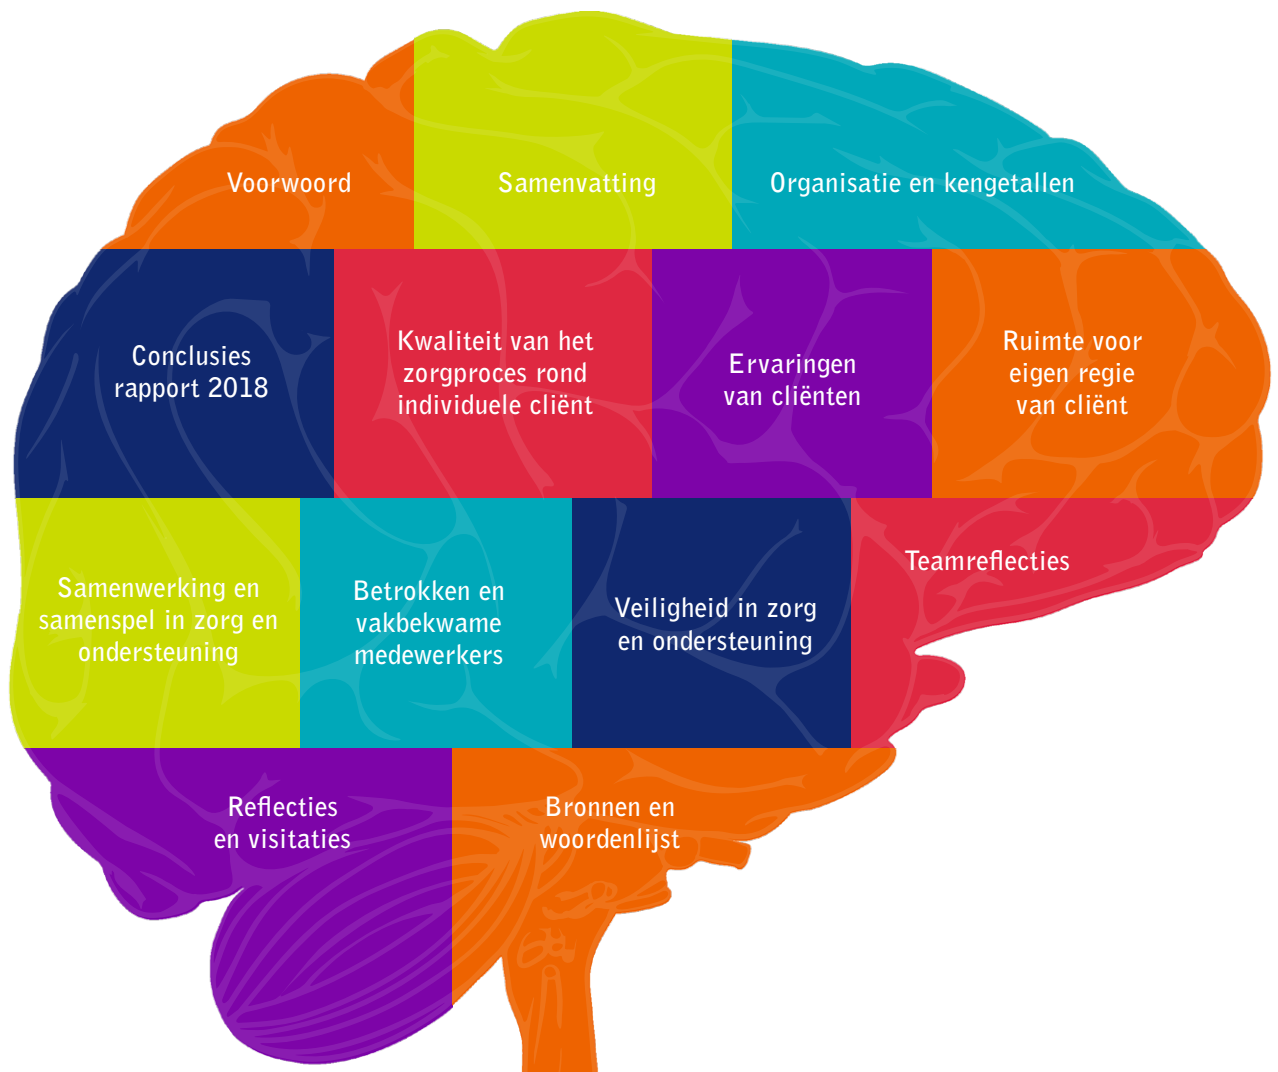 Voorwoord
Samenvatting
Organisatie en kengetallen
Conclusies
rapport 2018
Kwaliteit van het
zorgproces rond
individuele cliënt
Ervaringen
van cliënten
Ruimte voor
eigen regie
van cliënt
Samenwerking en
samenspel in zorg en
ondersteuning
Betrokken en
vakbekwame
medewerkers
Veiligheid in zorg
en ondersteuning
Teamreflecties
Reflecties
en visitaties
Bronnen en
woordenlijst